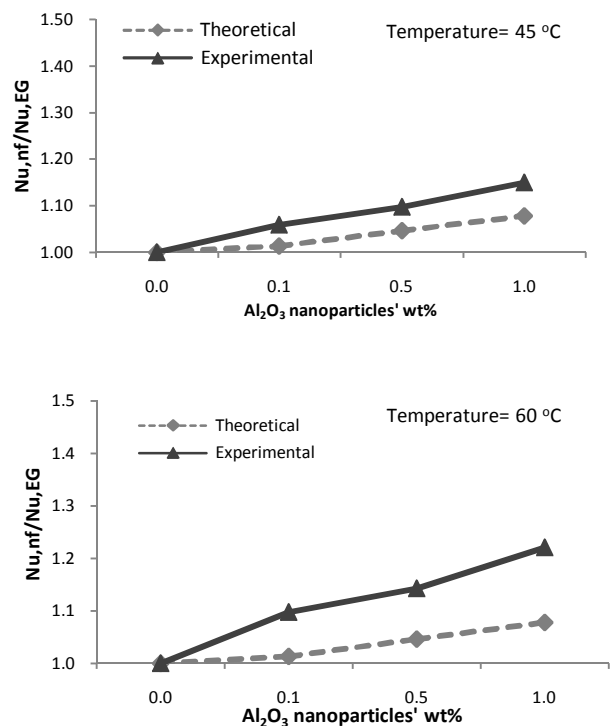 1.50
1.40
1.30
1.20
1.10
1.00
Nu,nf/Nu,EG
Theoretical
Experimental
Temperature= 45 °C
0.0 0.1 0.5 1.0
Al₂O₃ nanoparticles' wt%
1.5
1.4
1.3
1.2
1.1
1.0
Nu,nf/Nu,EG
Theoretical
Experimental
Temperature= 60 °C
0.0 0.1 0.5 1.0
Al₂O₃ nanoparticles' wt%